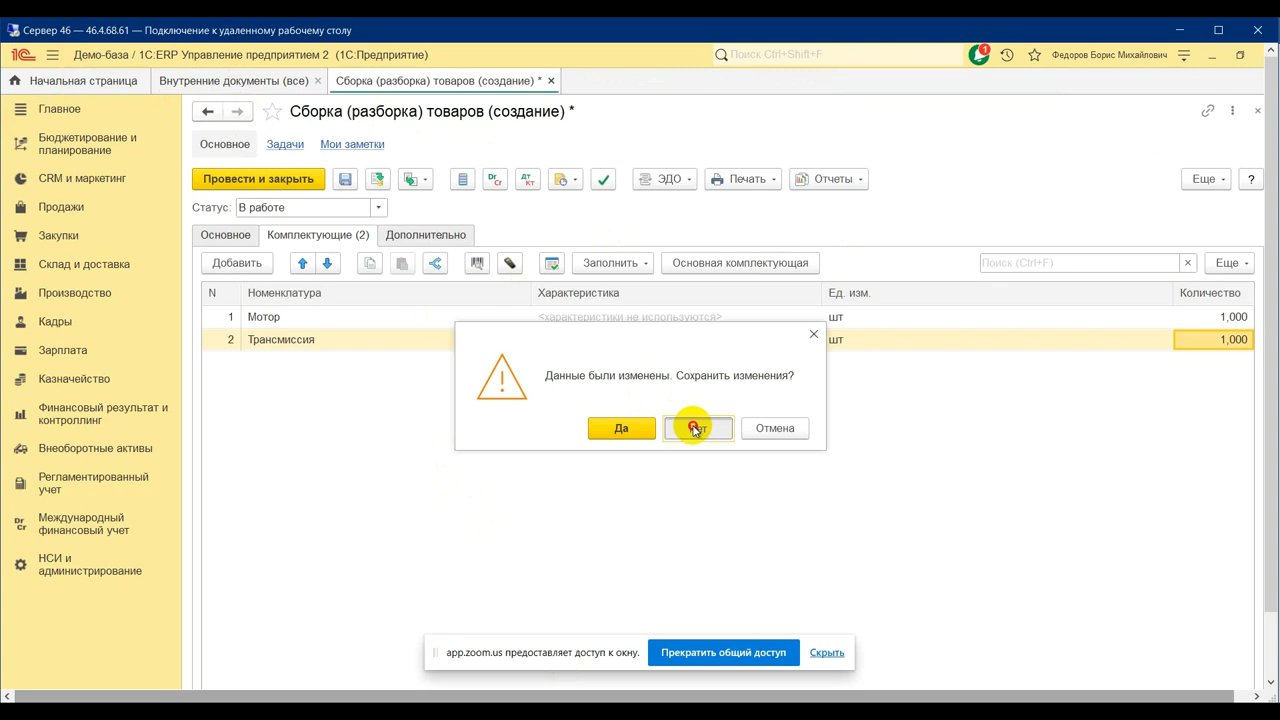 Сервер 46 — 46.4.68.61 — Подключение к удаленному рабочему столу
Демо-база / 1С:ERP Управление предприятием 2 (1С:Предприятие)
Поиск Ctrl+Shift+F
1
Федоров Борис Михайлович
Начальная страница
Внутренние документы (все) ×
Сборка (разборка) товаров (создание) * ×
Главное
Бюджетирование и
планирование
CRM и маркетинг
Продажи
Закупки
Склад и доставка
Производство
Кадры
Зарплата
Казначейство
Финансовый результат и
контроллинг
Внеоборотные активы
Регламентированный
учет
Международный
финансовый учет
НСИ и
администрирование
Сборка (разборка) товаров (создание) *
Основное Задачи Мои заметки
Провести и закрыть Dr Cr Дт Кт ЭДО Печать Отчеты Еще ?
Статус: В работе
Основное Комплектующие (2) Дополнительно
Добавить Заполнить Основная комплектующая Поиск (Ctrl+F) × Еще
N Номенклатура Характеристика Ед. изм. Количество
1 Мотор <характеристики не используются> шт 1,000
2 Трансмиссия шт 1,000
Данные были изменены. Сохранить изменения?
Да Отмена
app.zoom.us предоставляет доступ к окну. Прекратить общий доступ Скрыть